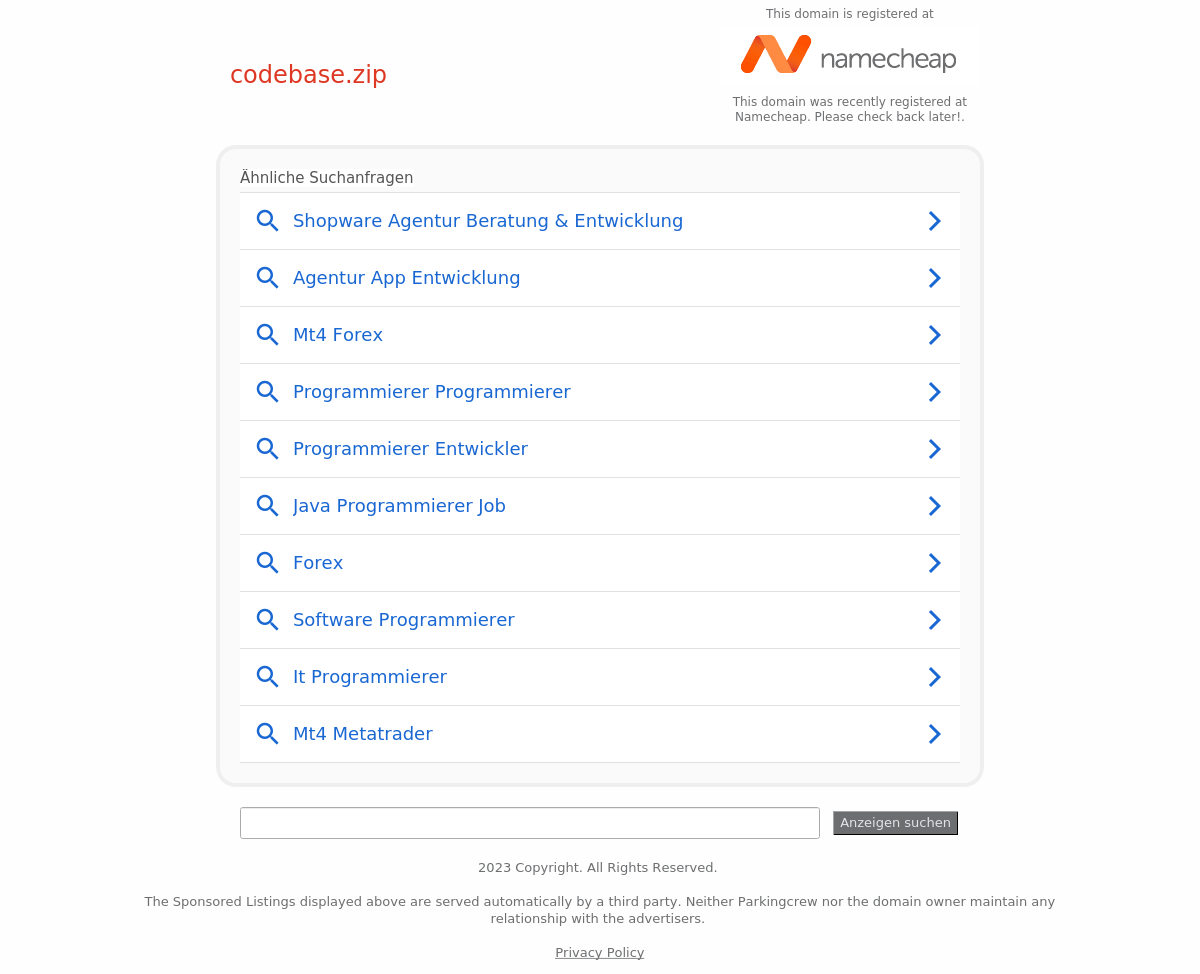 This domain is registered at
namecheap
codebase.zip
This domain was recently registered at
Namecheap. Please check back later!.
Ähnliche Suchanfragen
Shopware Agentur Beratung & Entwicklung
Agentur App Entwicklung
Mt4 Forex
Programmierer Programmierer
Programmierer Entwickler
Java Programmierer Job
Forex
Software Programmierer
It Programmierer
Mt4 Metatrader
Anzeigen suchen
2023 Copyright. All Rights Reserved.
The Sponsored Listings displayed above are served automatically by a third party. Neither Parkingcrew nor the domain owner maintain any
relationship with the advertisers.
Privacy Policy